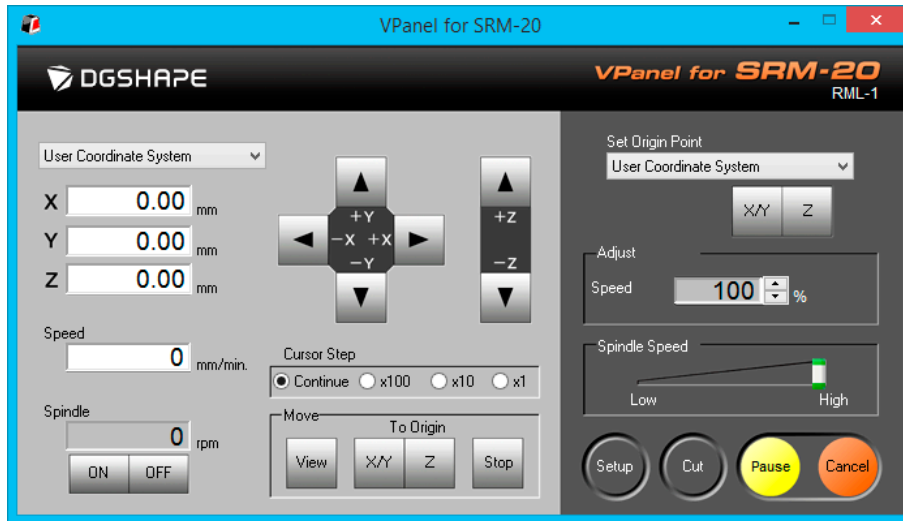 VPanel for SRM-20
DGSHAPE
VPanel for SRM-20
RML-1
User Coordinate System
X 0.00 mm
Y 0.00 mm
Z 0.00 mm
+Y
-X +X
-Y
+Z
-Z
Speed
0 mm/min.
Spindle
0 rpm
ON OFF
Cursor Step
Continue x100 x10 x1
Move
To Origin
View X/Y Z Stop
Set Origin Point
User Coordinate System
X/Y Z
Adjust
Speed 100 %
Spindle Speed
Low High
Setup Cut Pause Cancel